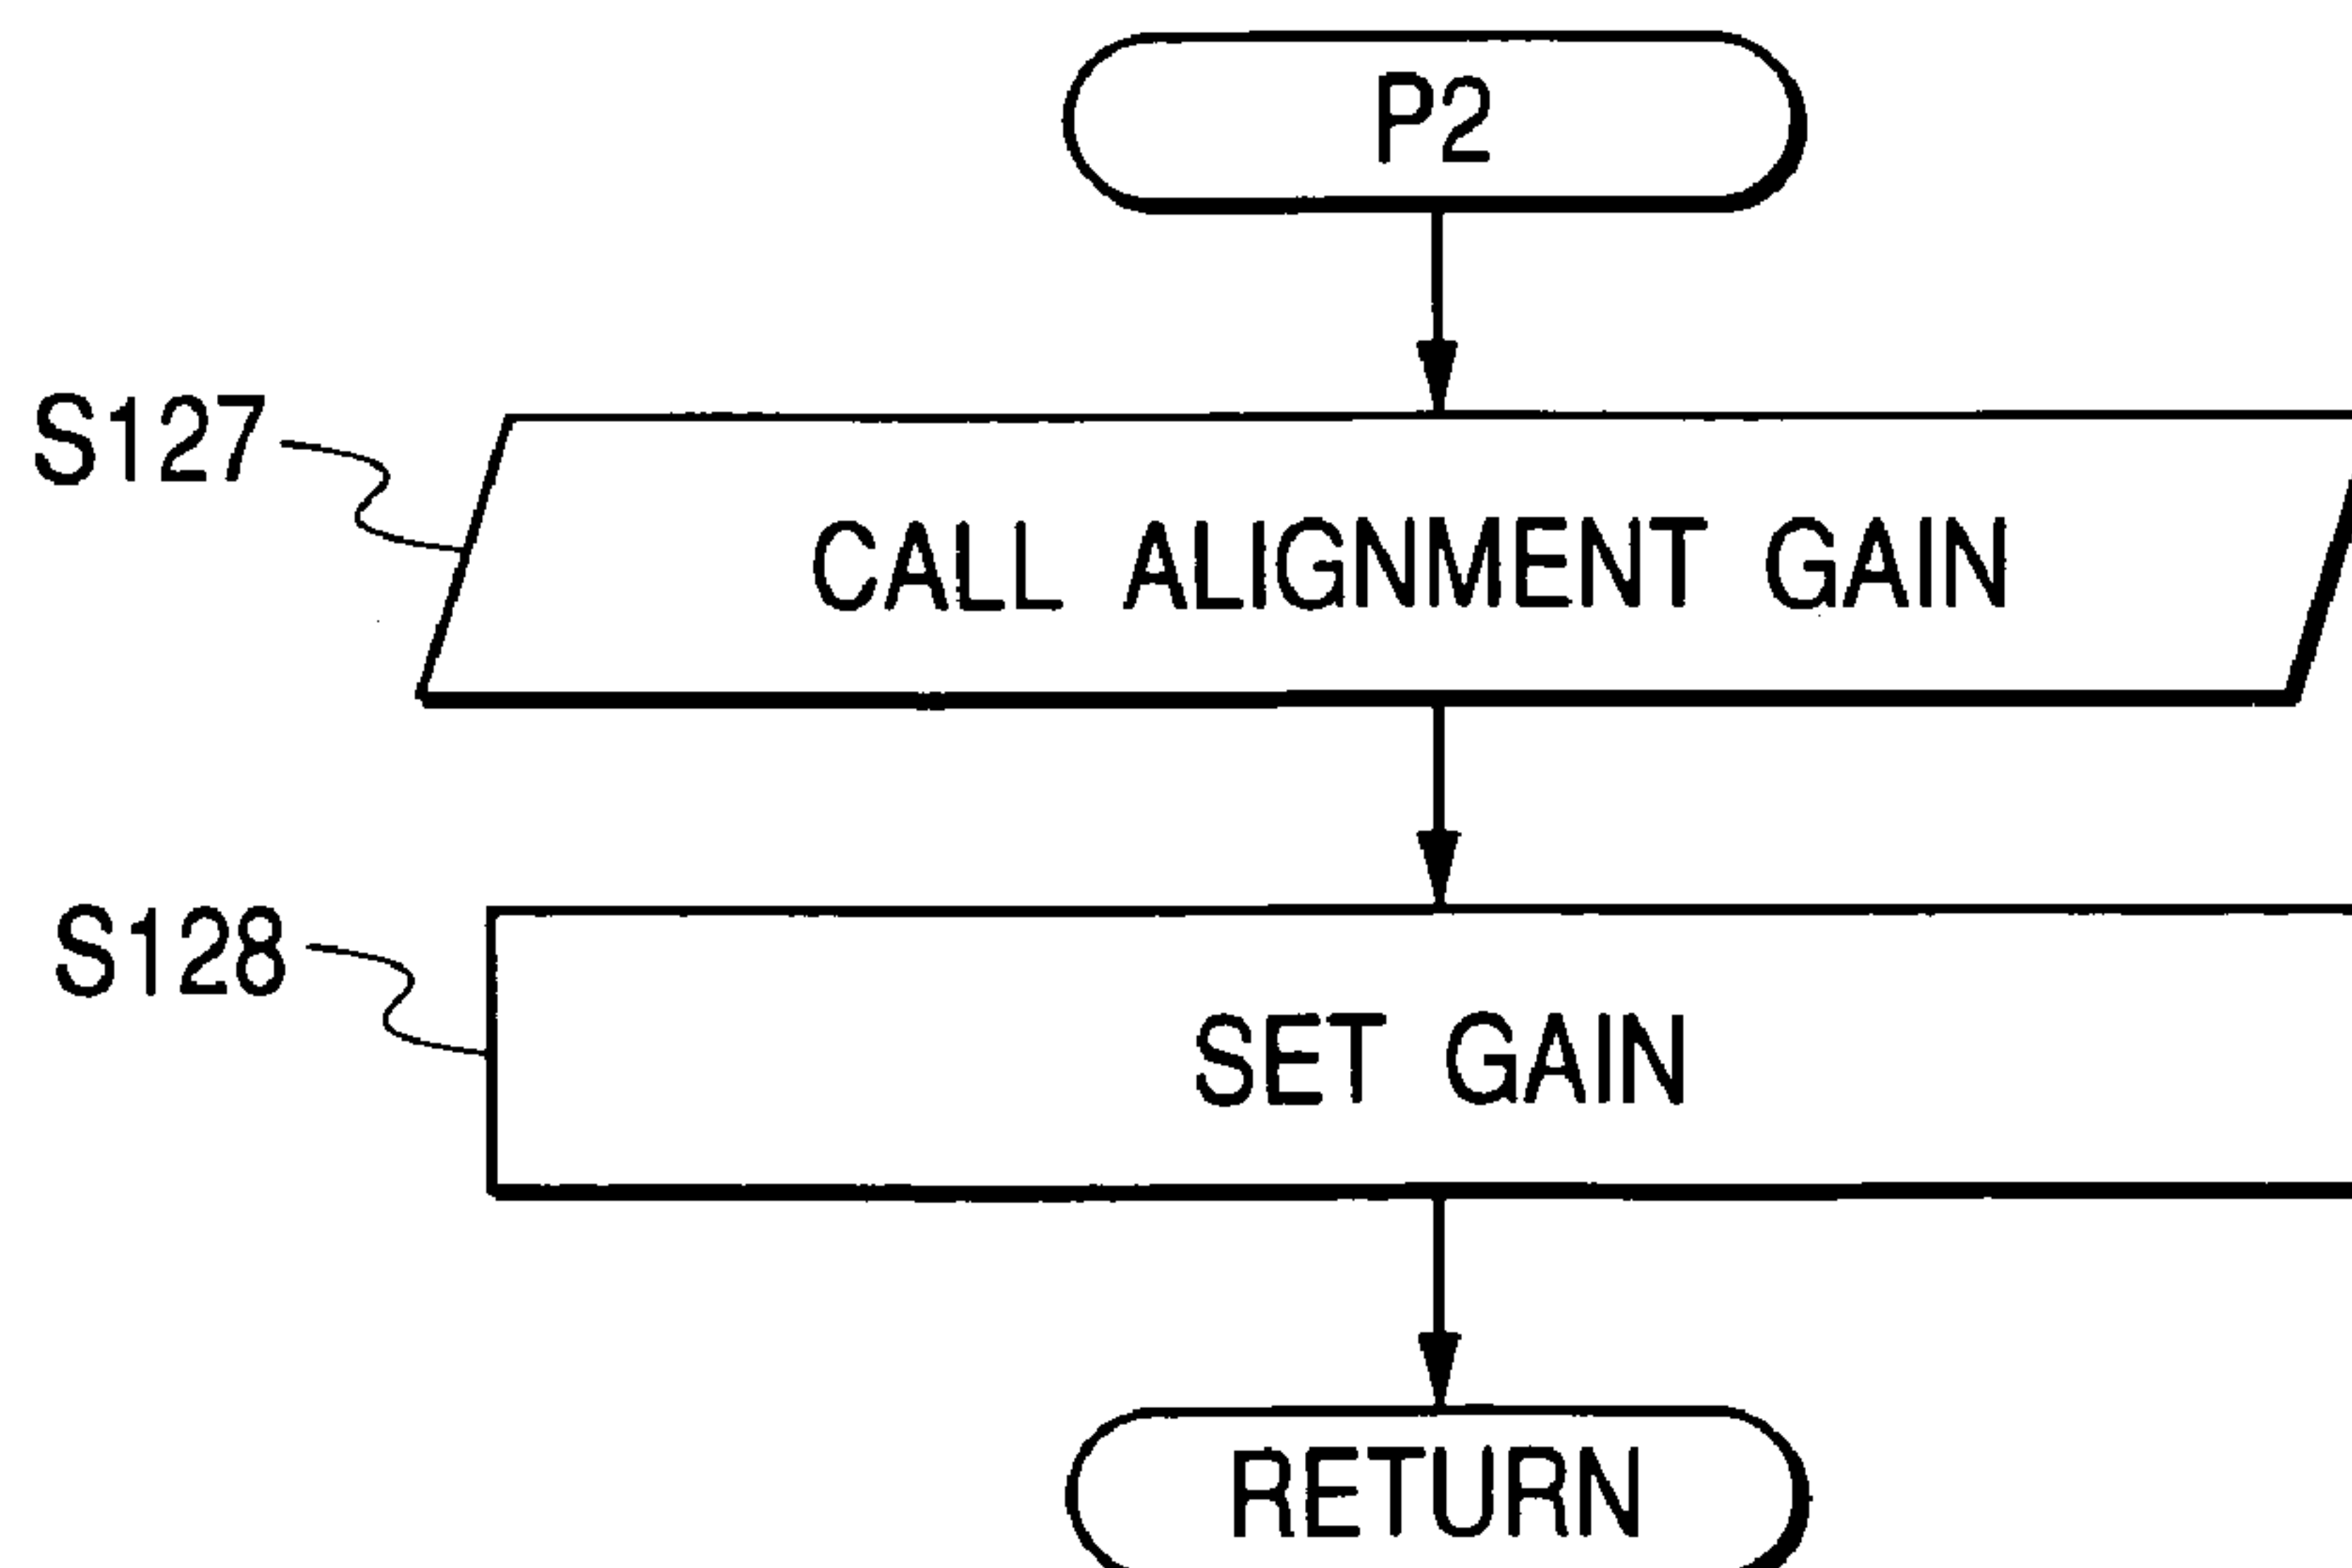 P2
S127
CALL ALIGNMENT GAIN
S128
SET GAIN
RETURN